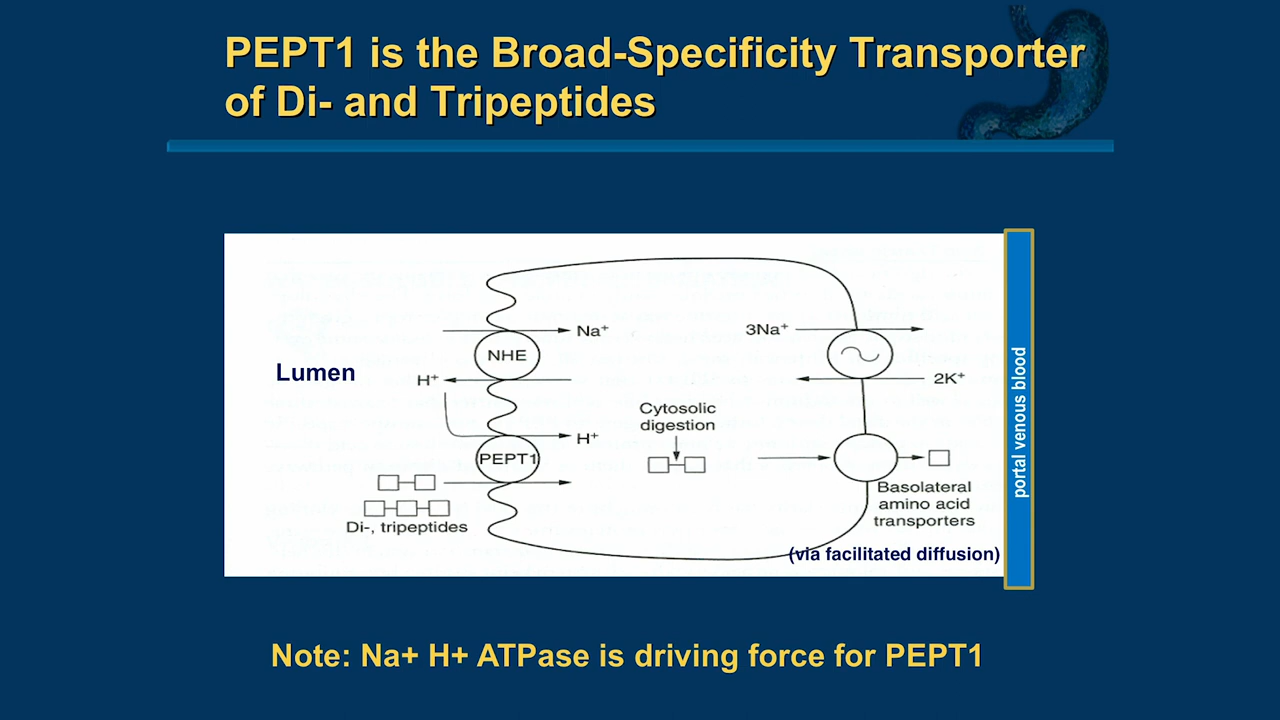 PEPT1 is the Broad-Specificity Transporter
of Di- and Tripeptides
Na⁺
3Na⁺
NHE
Lumen
H⁺
2K⁺
Cytosolic
digestion
H⁺
PEPT1
Di-, tripeptides
Basolateral
amino acid
transporters
(via facilitated diffusion)
portal venous blood
Note: Na+ H+ ATPase is driving force for PEPT1